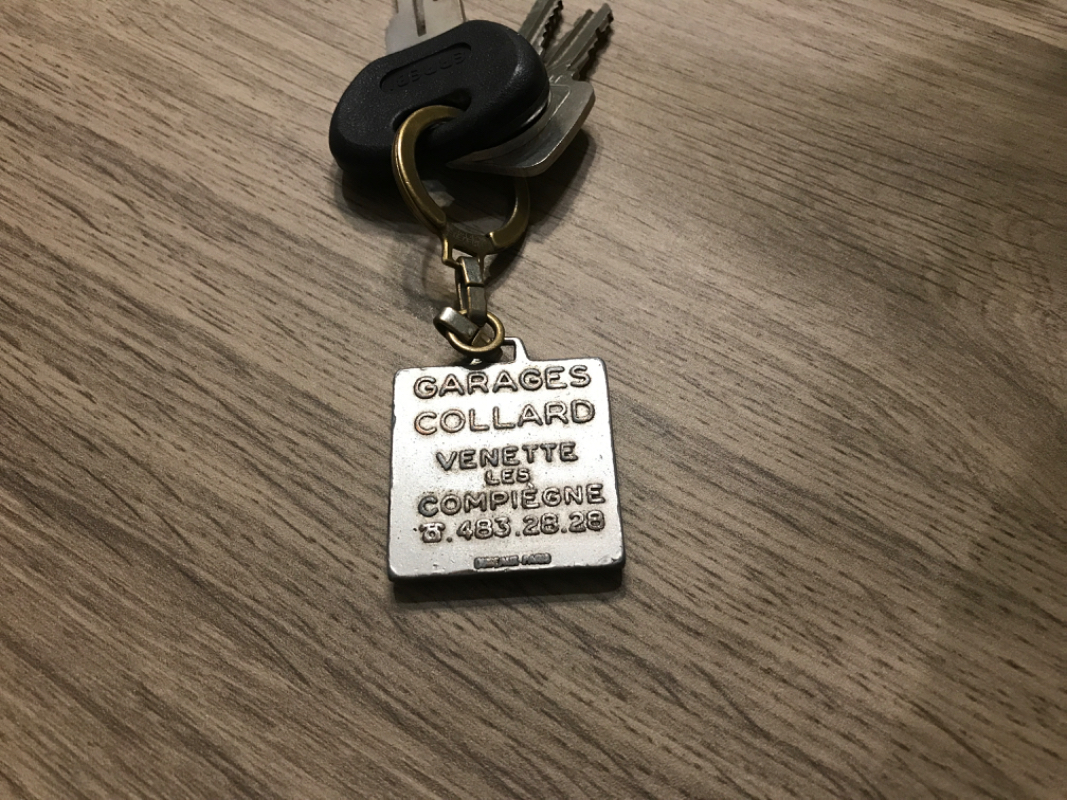 GARAGES
COLLARD
VENETTE
LES
COMPIÈGNE
☎.483.28.28